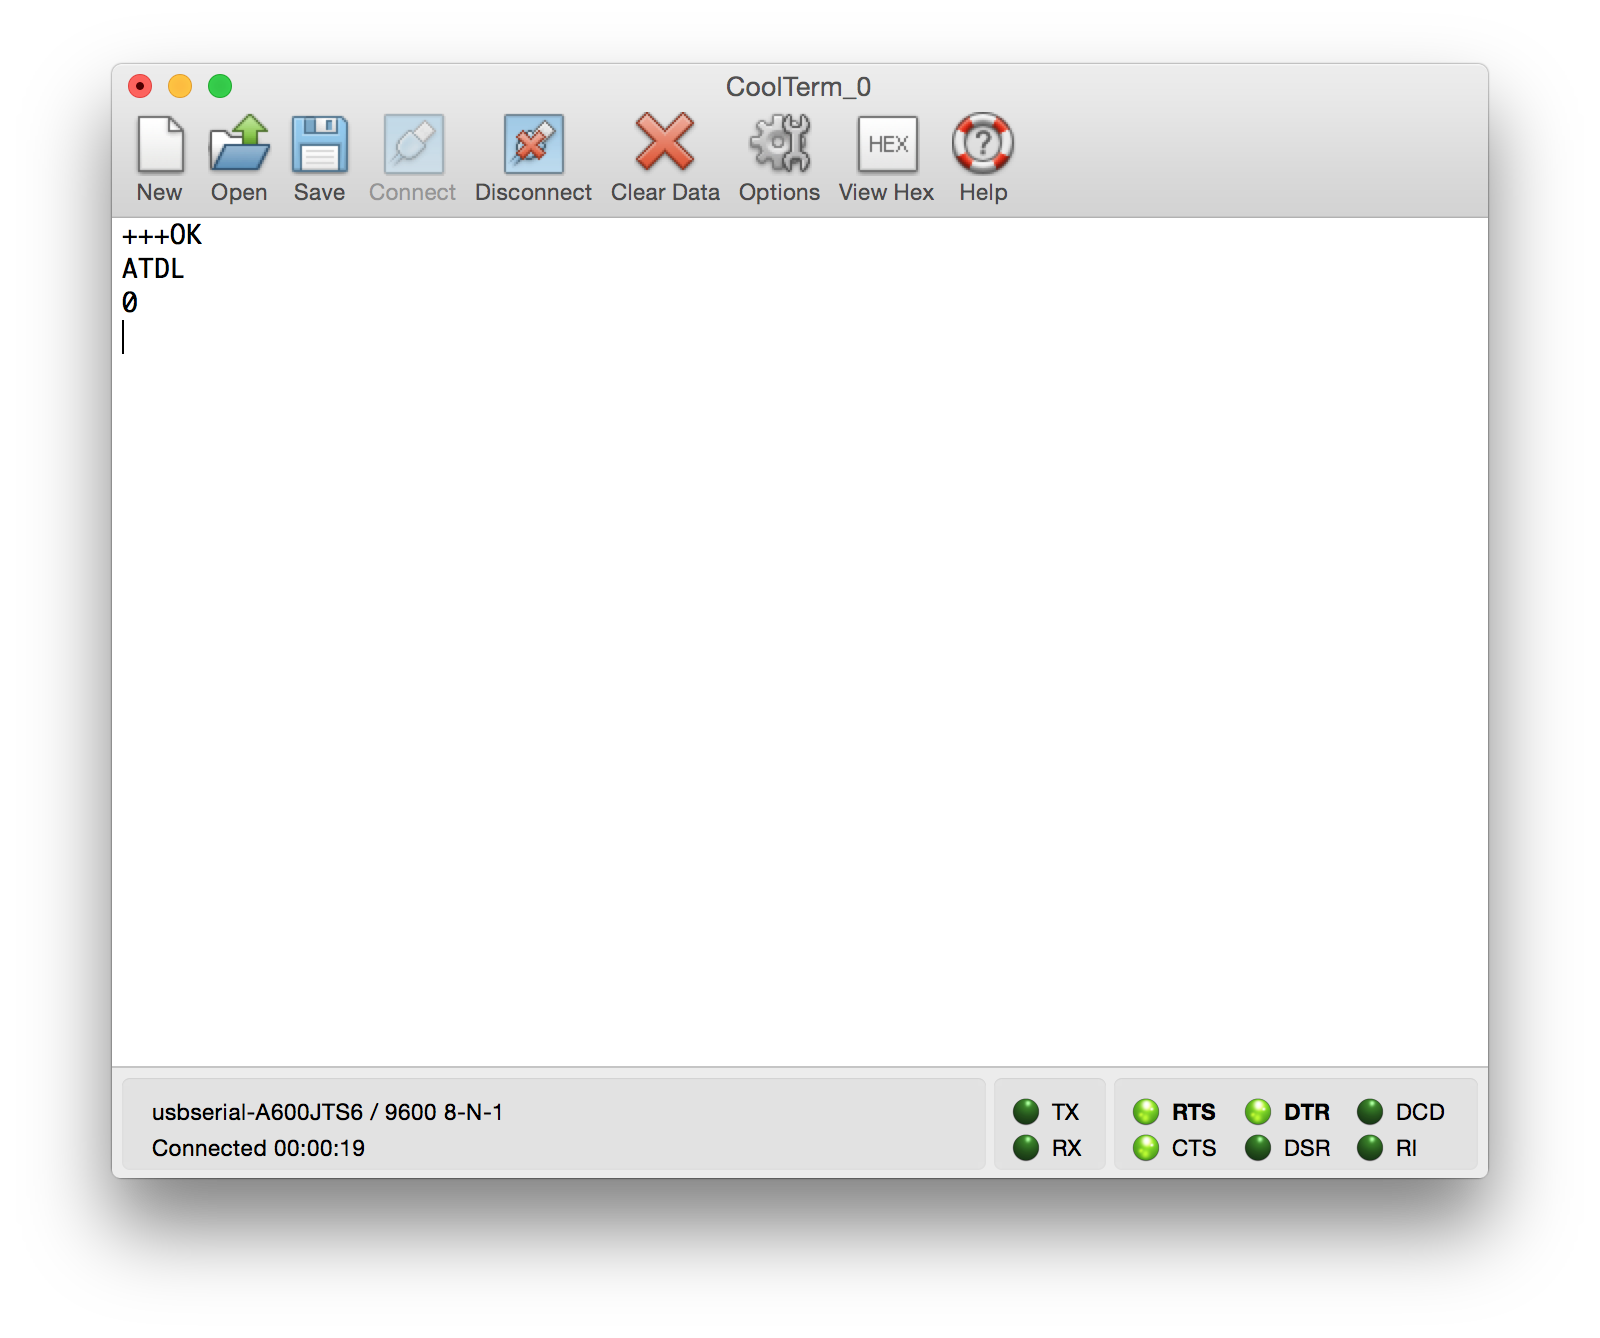 CoolTerm_0
New Open Save Connect Disconnect Clear Data Options HEX View Hex ? Help
+++OK
ATDL
0
usbserial-A600JTS6 / 9600 8-N-1
Connected 00:00:19
TX RTS DTR DCD
RX CTS DSR RI